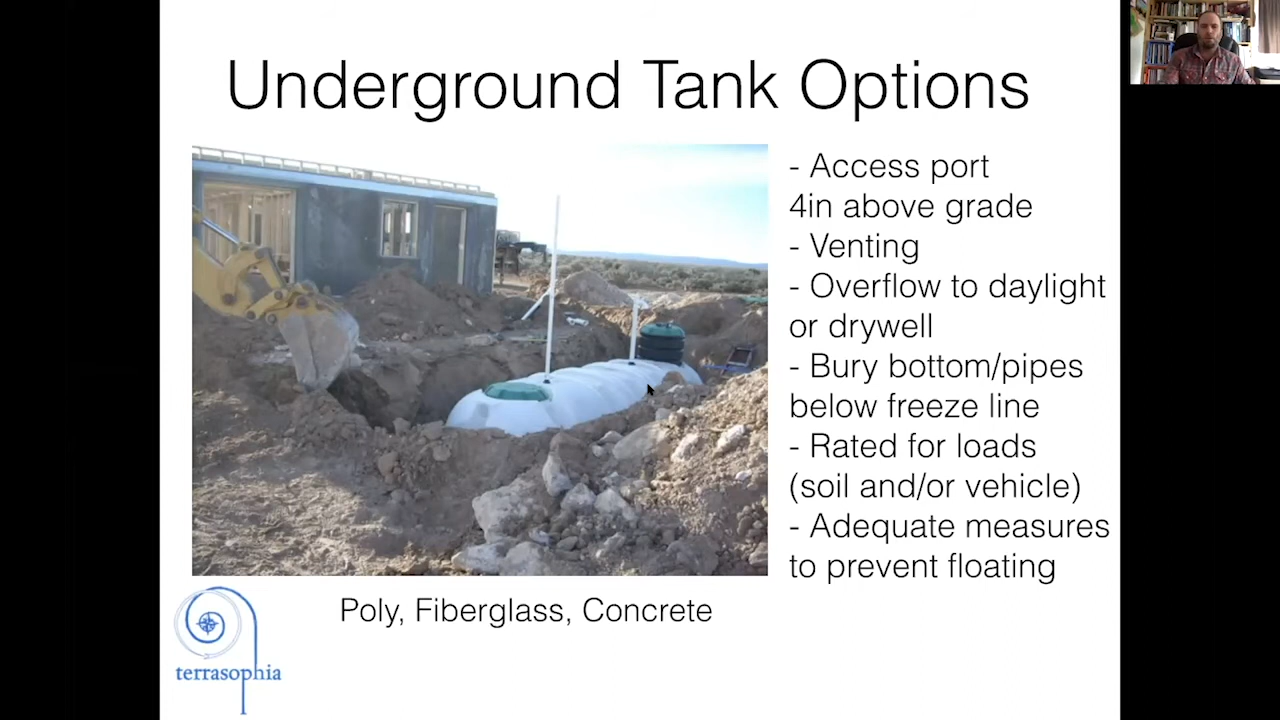 Underground Tank Options
- Access port
4in above grade
- Venting
- Overflow to daylight
or drywell
- Bury bottom/pipes
below freeze line
- Rated for loads
(soil and/or vehicle)
- Adequate measures
to prevent floating
Poly, Fiberglass, Concrete
terrasophia